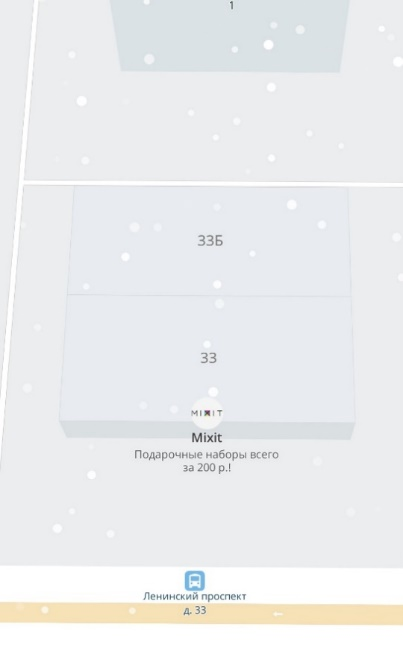 1
33Б
33
MIXIT
Mixit
Подарочные наборы всего
за 200 р.!
Ленинский проспект
д. 33